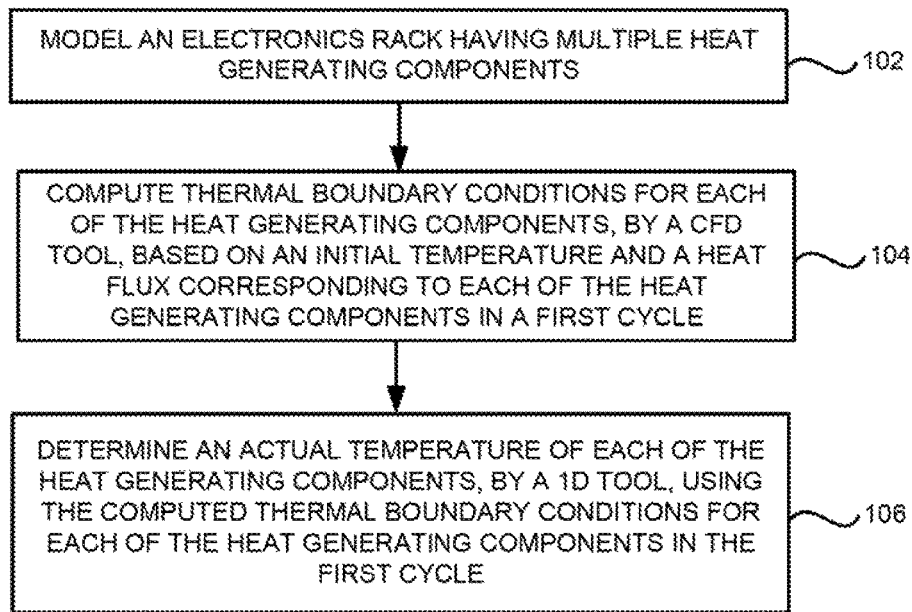 MODEL AN ELECTRONICS RACK HAVING MULTIPLE HEAT
GENERATING COMPONENTS
102
COMPUTE THERMAL BOUNDARY CONDITIONS FOR EACH
OF THE HEAT GENERATING COMPONENTS, BY A CFD
TOOL, BASED ON AN INITIAL TEMPERATURE AND A HEAT
FLUX CORRESPONDING TO EACH OF THE HEAT
GENERATING COMPONENTS IN A FIRST CYCLE
104
DETERMINE AN ACTUAL TEMPERATURE OF EACH OF THE
HEAT GENERATING COMPONENTS, BY A 1D TOOL, USING
THE COMPUTED THERMAL BOUNDARY CONDITIONS FOR
EACH OF THE HEAT GENERATING COMPONENTS IN THE
FIRST CYCLE
106